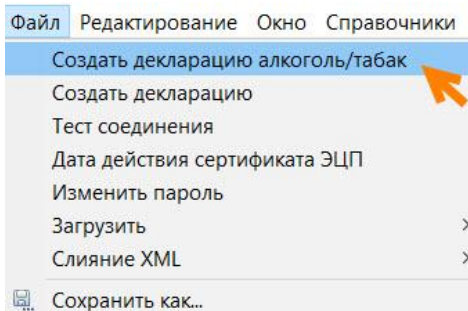 Файл Редактирование Окно Справочники
Создать декларацию алкоголь/табак
Создать декларацию
Тест соединения
Дата действия сертификата ЭЦП
Изменить пароль
Загрузить
Слияние XML
Сохранить как...